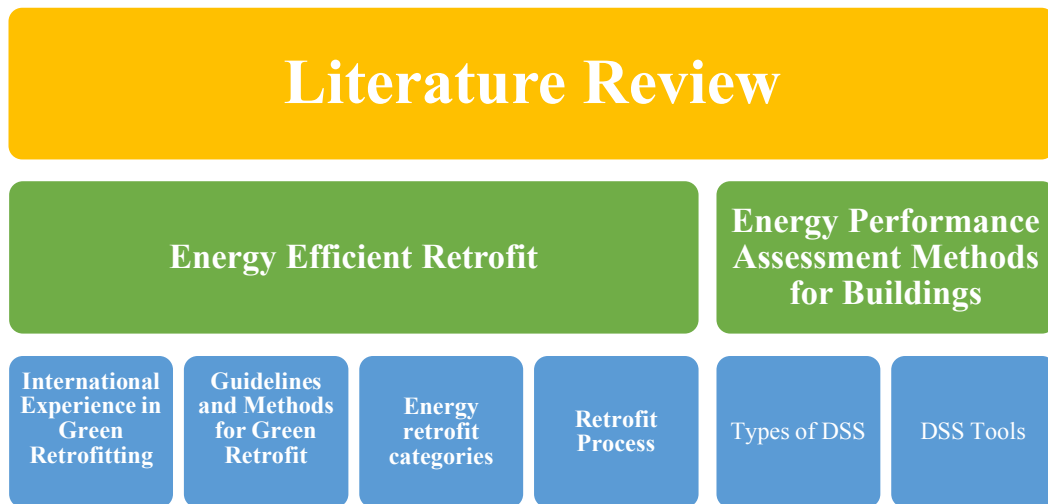 Literature Review
Energy Efficient Retrofit
Energy Performance
Assessment Methods
for Buildings
International
Experience in
Green
Retrofitting
Guidelines
and Methods
for Green
Retrofit
Energy
retrofit
categories
Retrofit
Process
Types of DSS
DSS Tools